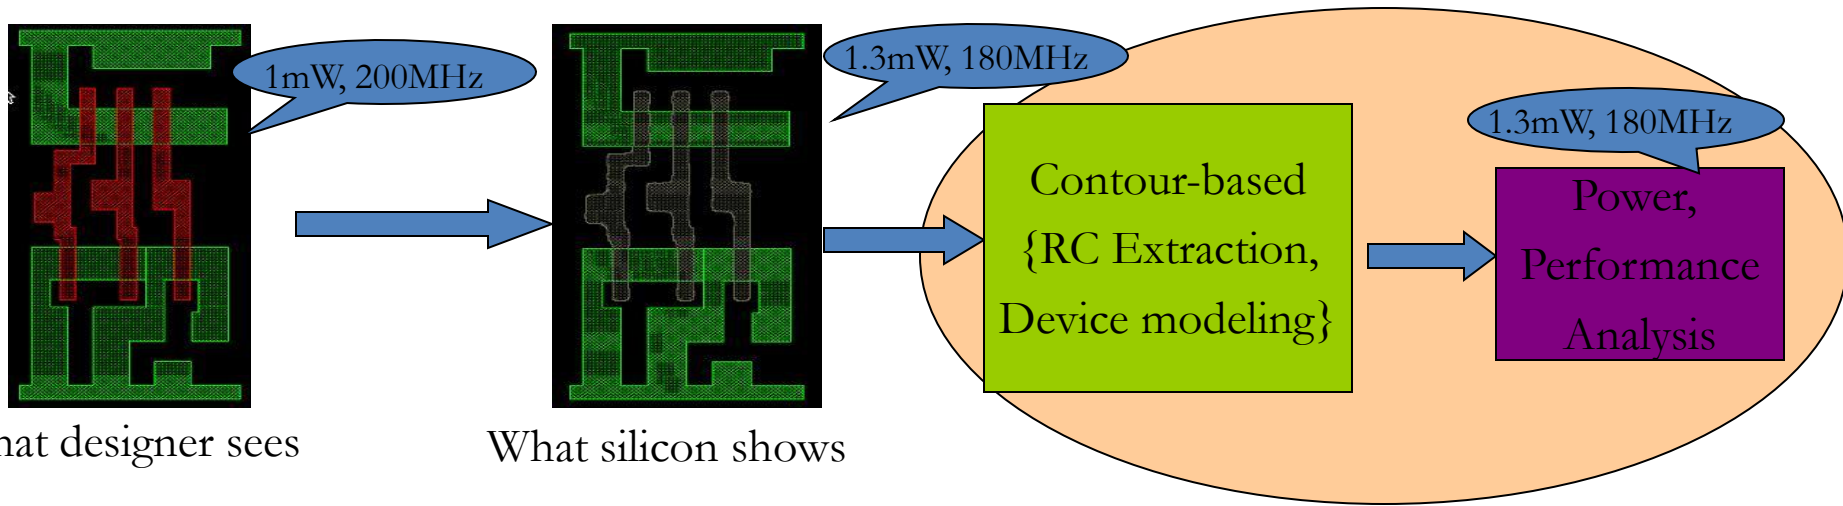 1mW, 200MHz
1.3mW, 180MHz
1.3mW, 180MHz
Contour-based
{RC Extraction,
Device modeling}
Power,
Performance
Analysis
hat designer sees
What silicon shows